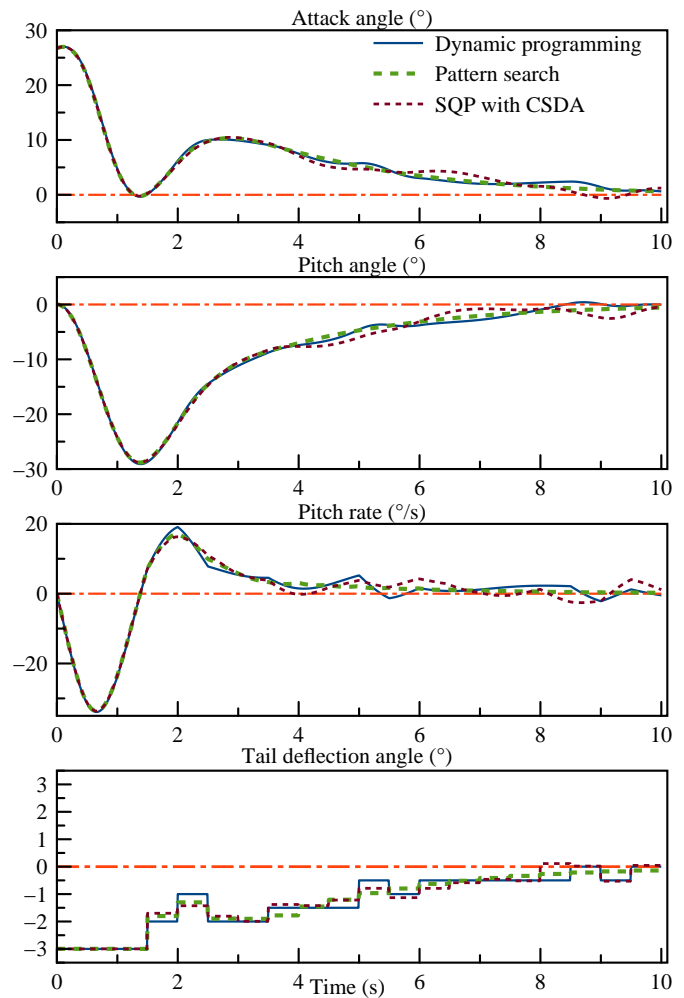 Attack angle (°)
30
20
10
0
Dynamic programming
Pattern search
SQP with CSDA
0 2 4 6 8 10
Pitch angle (°)
0
−10
−20
−30
0 2 4 6 8 10
Pitch rate (°/s)
20
0
−20
0 2 4 6 8 10
Tail deflection angle (°)
3
2
1
0
−1
−2
−3
0 2 4 6 8 10
Time (s)